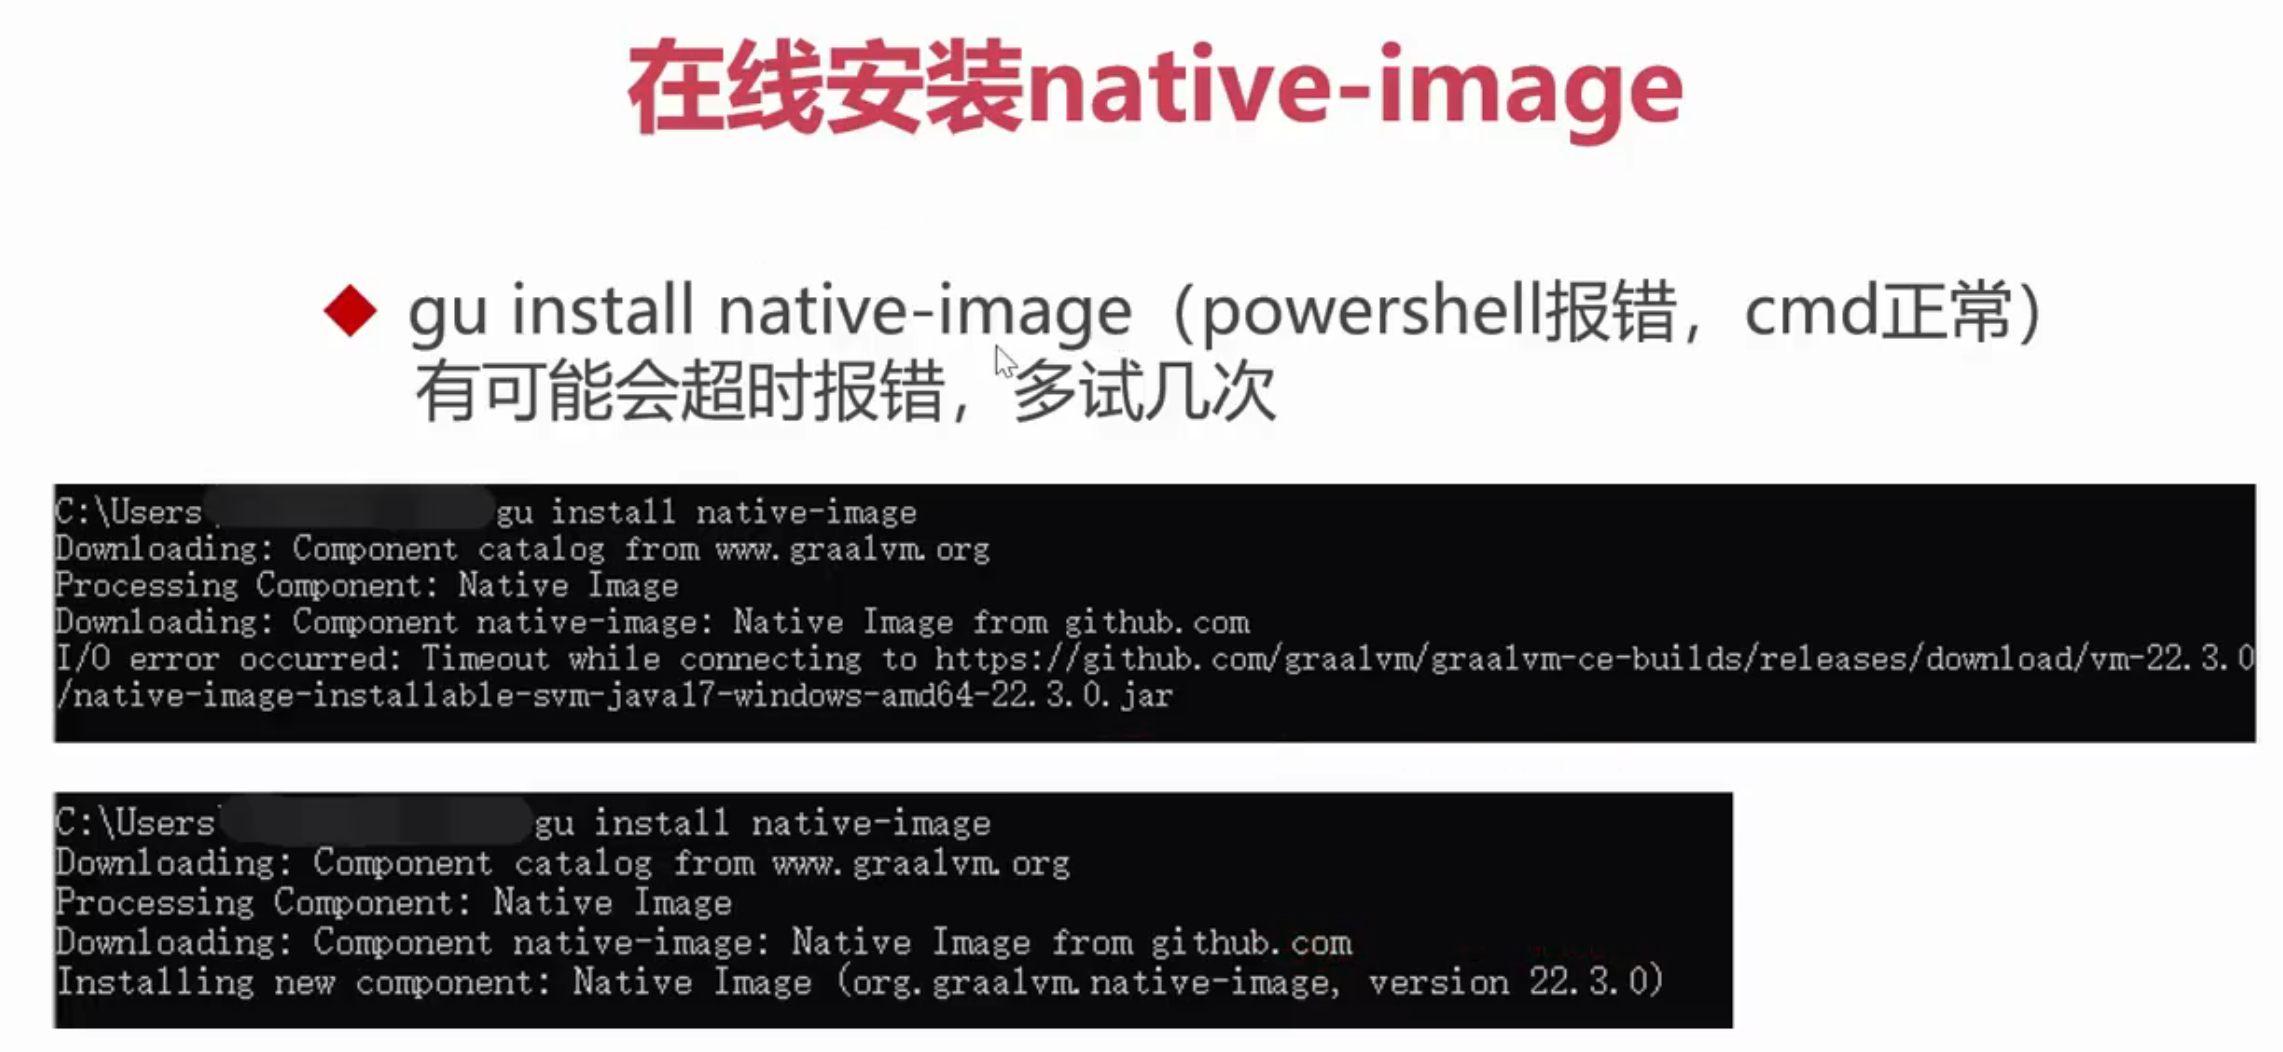 在线安装native-image
gu install native-image（powershell报错，cmd正常）
有可能会超时报错，多试几次
C:\Users gu install native-image
Downloading: Component catalog from www.graalvm.org
Processing Component: Native Image
Downloading: Component native-image: Native Image from github.com
I/O error occurred: Timeout while connecting to https://github.com/graalvm/graalvm-ce-builds/releases/download/vm-22.3.0
/native-image-installable-svm-java17-windows-amd64-22.3.0.jar
C:\Users gu install native-image
Downloading: Component catalog from www.graalvm.org
Processing Component: Native Image
Downloading: Component native-image: Native Image from github.com
Installing new component: Native Image (org.graalvm.native-image, version 22.3.0)